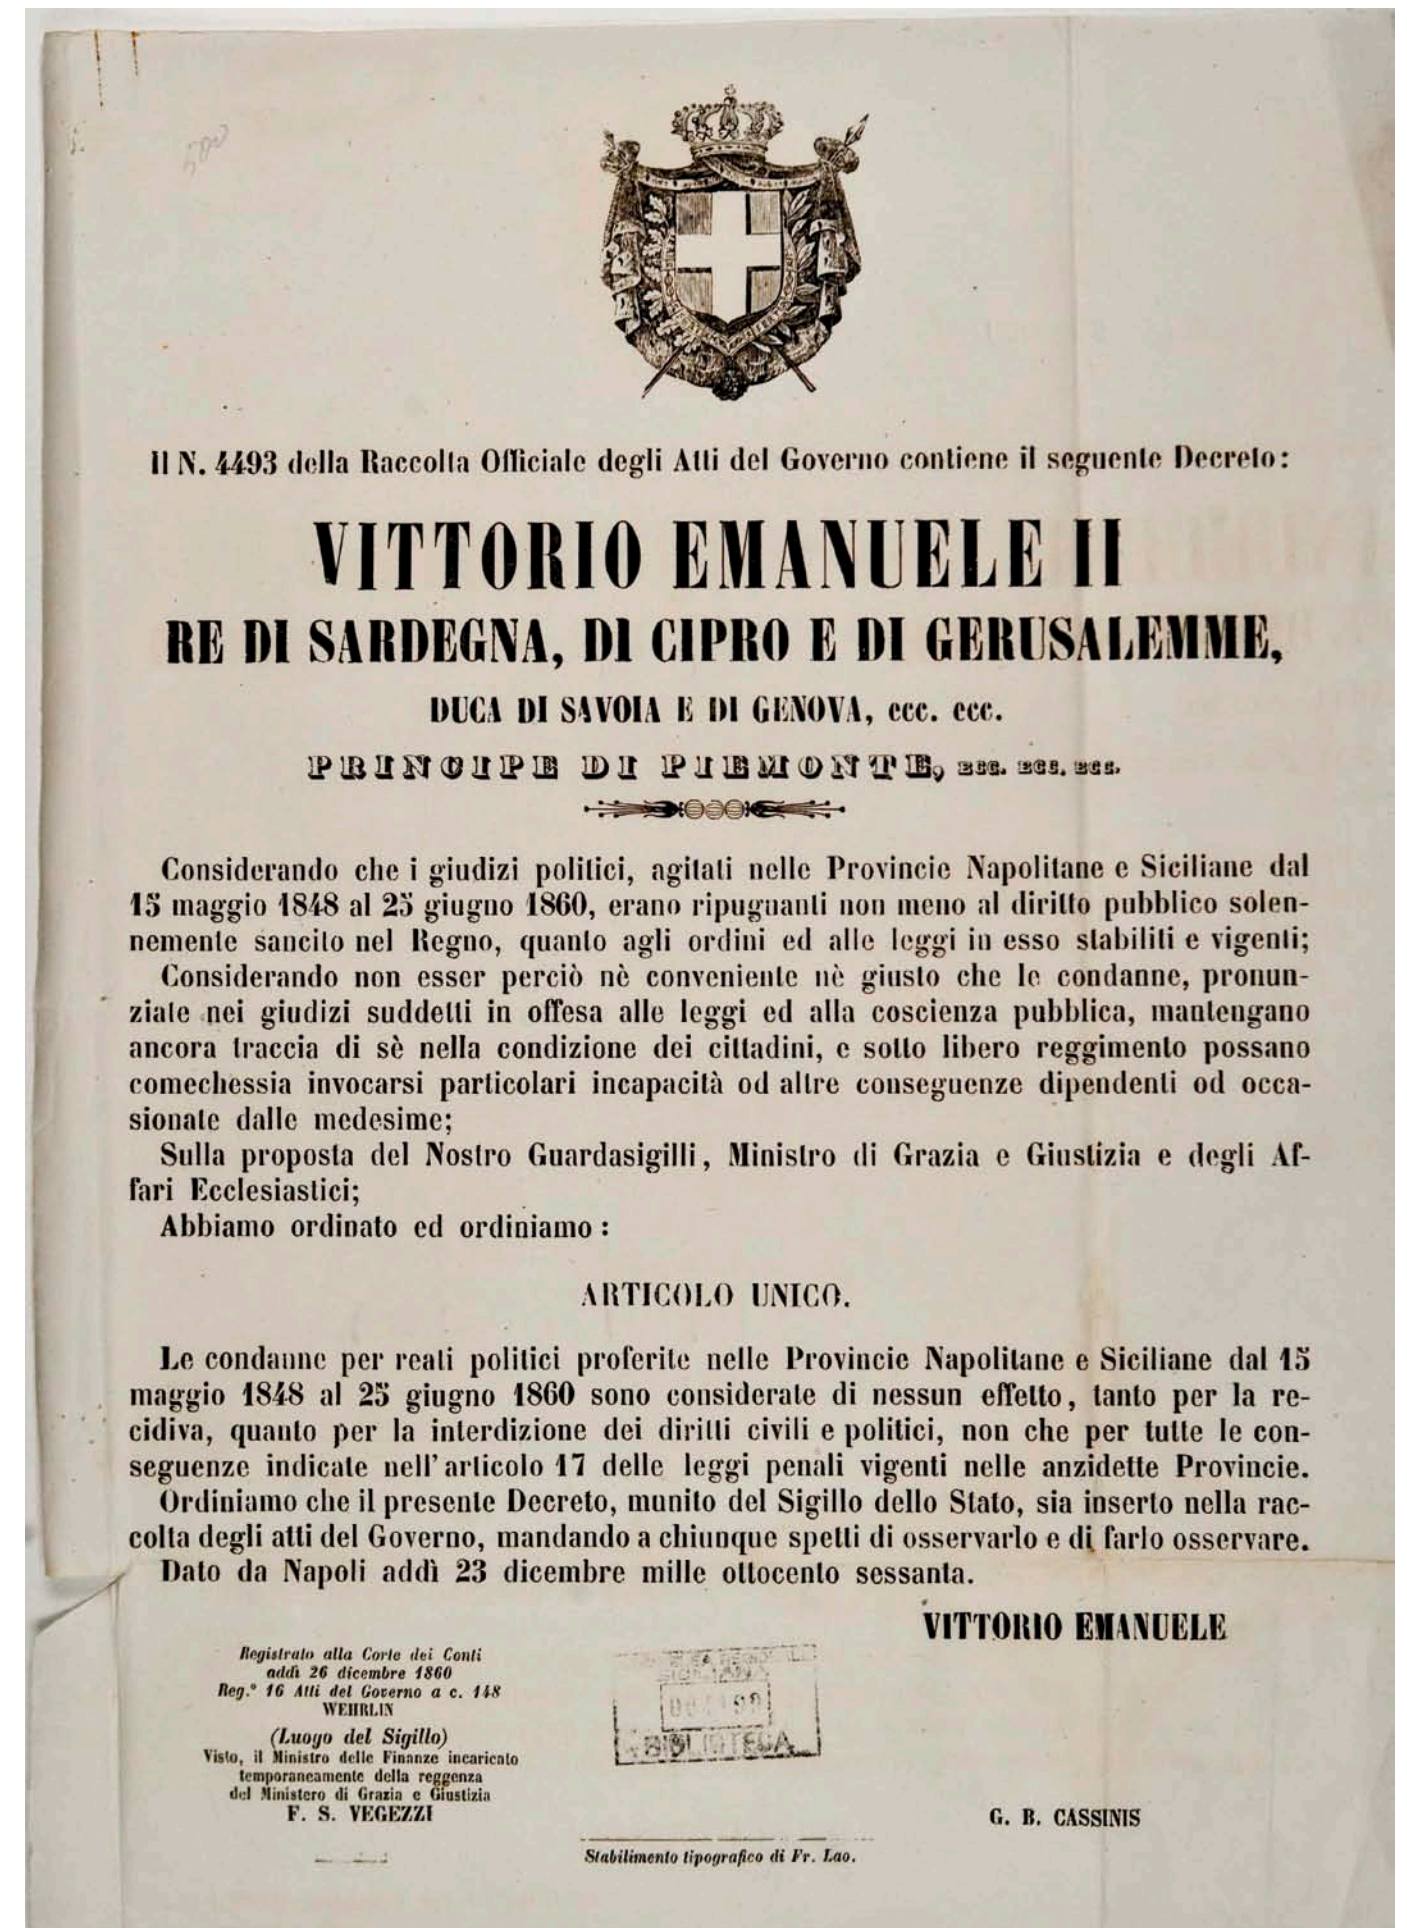 Il N. 4493 della Raccolta Officiale degli Atti del Governo contiene il seguente Decreto:
VITTORIO EMANUELE II
RE DI SARDEGNA, DI CIPRO E DI GERUSALEMME,
DUCA DI SAVOIA E DI GENOVA, ecc. ecc.
PRINCIPE DI PIEMONTE, ECC. ECC. ECC.
Considerando che i giudizi politici, agitati nelle Provincie Napolitane e Siciliane dal
15 maggio 1848 al 25 giugno 1860, erano ripugnanti non meno al diritto pubblico solen-
nemente sancito nel Regno, quanto agli ordini ed alle leggi in esso stabiliti e vigenti;
Considerando non esser perciò nè conveniente nè giusto che le condanne, pronun-
ziate nei giudizi suddetti in offesa alle leggi ed alla coscienza pubblica, mantengano
ancora traccia di sè nella condizione dei cittadini, e sotto libero reggimento possano
comechessia invocarsi particolari incapacità od altre conseguenze dipendenti od occa-
sionate dalle medesime;
Sulla proposta del Nostro Guardasigilli, Ministro di Grazia e Giustizia e degli Af-
fari Ecclesiastici;
Abbiamo ordinato ed ordiniamo:
ARTICOLO UNICO.
Le condanne per reati politici proferite nelle Provincie Napolitane e Siciliane dal 15
maggio 1848 al 25 giugno 1860 sono considerate di nessun effetto, tanto per la re-
cidiva, quanto per la interdizione dei diritti civili e politici, non che per tutte le con-
seguenze indicate nell'articolo 17 delle leggi penali vigenti nelle anzidette Provincie.
Ordiniamo che il presente Decreto, munito del Sigillo dello Stato, sia inserto nella rac-
colta degli atti del Governo, mandando a chiunque spetti di osservarlo e di farlo osservare.
Dato da Napoli addì 23 dicembre mille ottocento sessanta.
VITTORIO EMANUELE
Registrato alla Corte dei Conti
addì 26 dicembre 1860
Reg.° 16 Atti del Governo a c. 148
WEHRLIN
(Luogo del Sigillo)
Visto, il Ministro delle Finanze incaricato
temporaneamente della reggenza
del Ministero di Grazia e Giustizia
F. S. VEGEZZI
BIBLIOTECA
G. B. CASSINIS
Stabilimento tipografico di Fr. Lao.